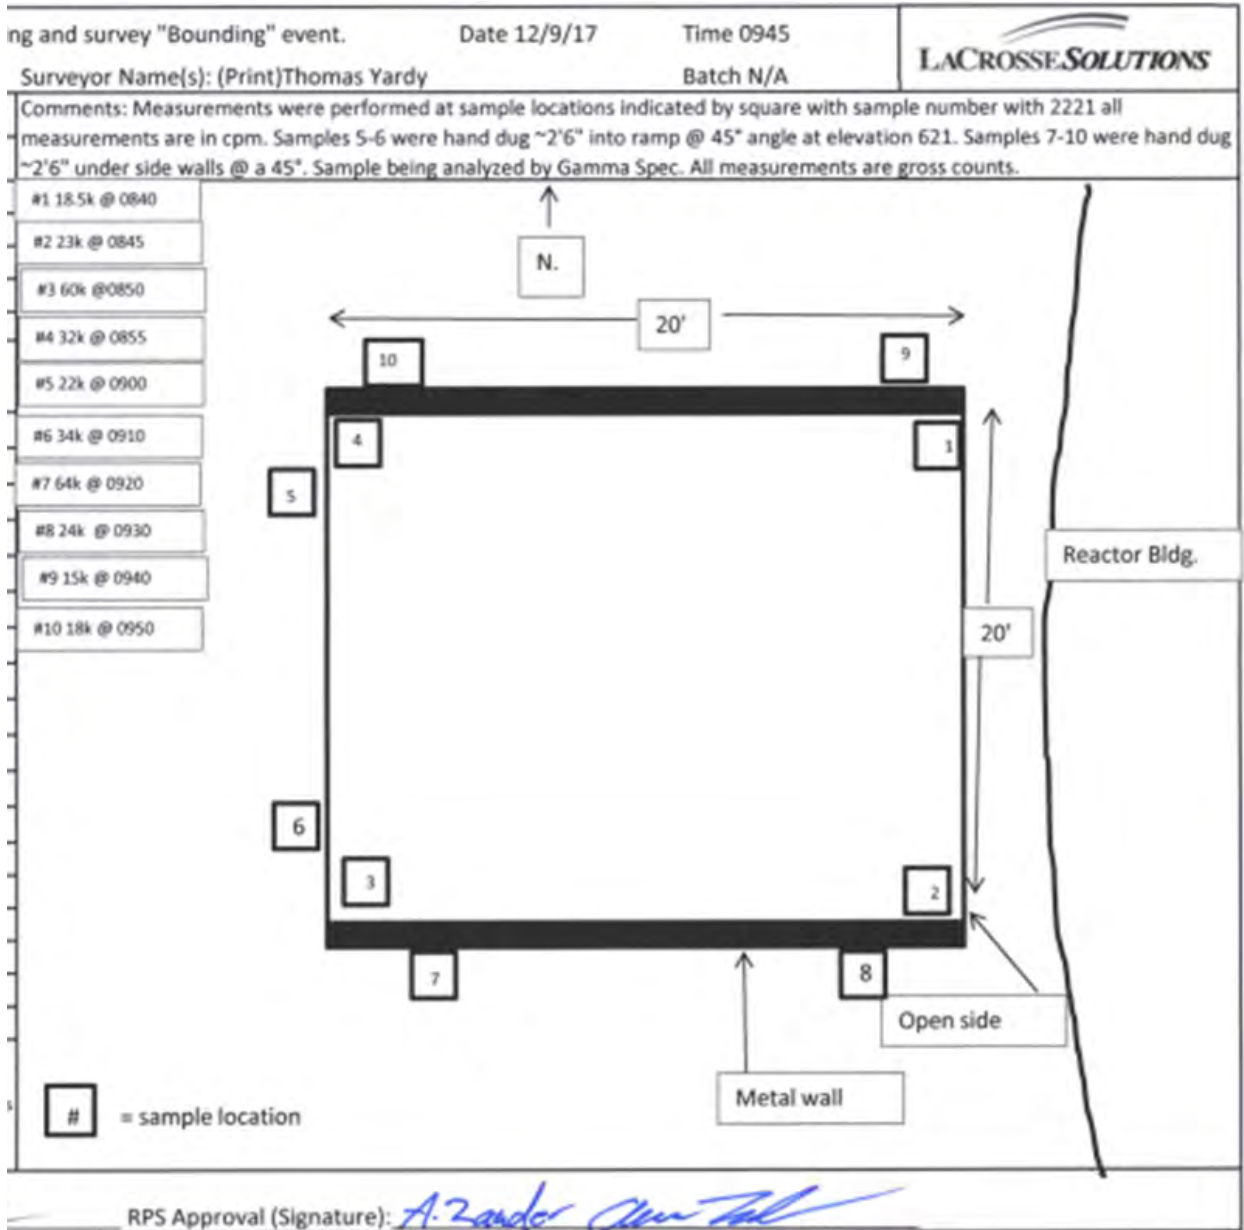 ng and survey "Bounding" event. Date 12/9/17 Time 0945
LACROSSE SOLUTIONS
Surveyor Name(s): (Print)Thomas Yardy Batch N/A
Comments: Measurements were performed at sample locations indicated by square with sample number with 2221 all
measurements are in cpm. Samples 5-6 were hand dug ~2'6" into ramp @ 45° angle at elevation 621. Samples 7-10 were hand dug
~2'6" under side walls @ a 45°. Sample being analyzed by Gamma Spec. All measurements are gross counts.
#1 18.5k @ 0840
#2 23k @ 0845
#3 60k @0850
#4 32k @ 0855
#5 22k @ 0900
#6 34k @ 0910
#7 64k @ 0920
#8 24k @ 0930
#9 15k @ 0940
#10 18k @ 0950
N.
20'
10
9
4
1
5
Reactor Bldg.
20'
6
3
2
7
8
Open side
Metal wall
# = sample location
RPS Approval (Signature): A. Zander